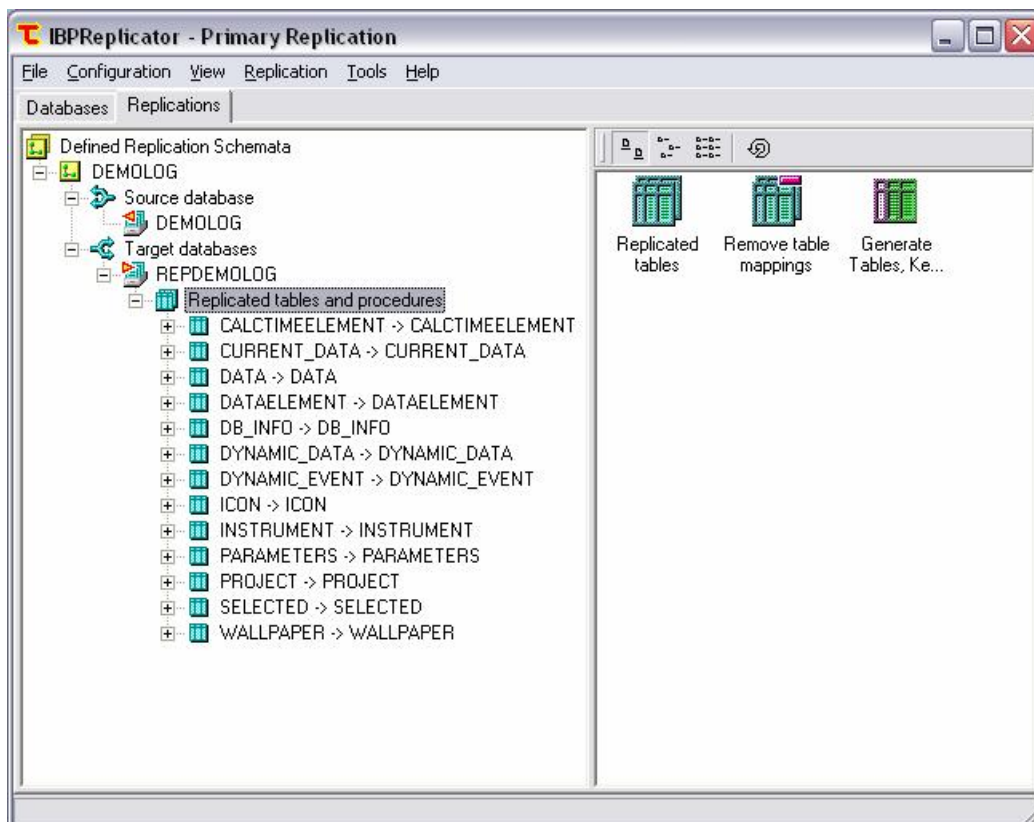 IBPReplicator - Primary Replication
File Configuration View Replication Tools Help
Databases Replications
Defined Replication Schemata
DEMOLOG
Source database
DEMOLOG
Target databases
REPDEMOLOG
Replicated tables and procedures
CALCTIMEELEMENT -> CALCTIMEELEMENT
CURRENT_DATA -> CURRENT_DATA
DATA -> DATA
DATAELEMENT -> DATAELEMENT
DB_INFO -> DB_INFO
DYNAMIC_DATA -> DYNAMIC_DATA
DYNAMIC_EVENT -> DYNAMIC_EVENT
ICON -> ICON
INSTRUMENT -> INSTRUMENT
PARAMETERS -> PARAMETERS
PROJECT -> PROJECT
SELECTED -> SELECTED
WALLPAPER -> WALLPAPER
Replicated
tables
Remove table
mappings
Generate
Tables, Ke...